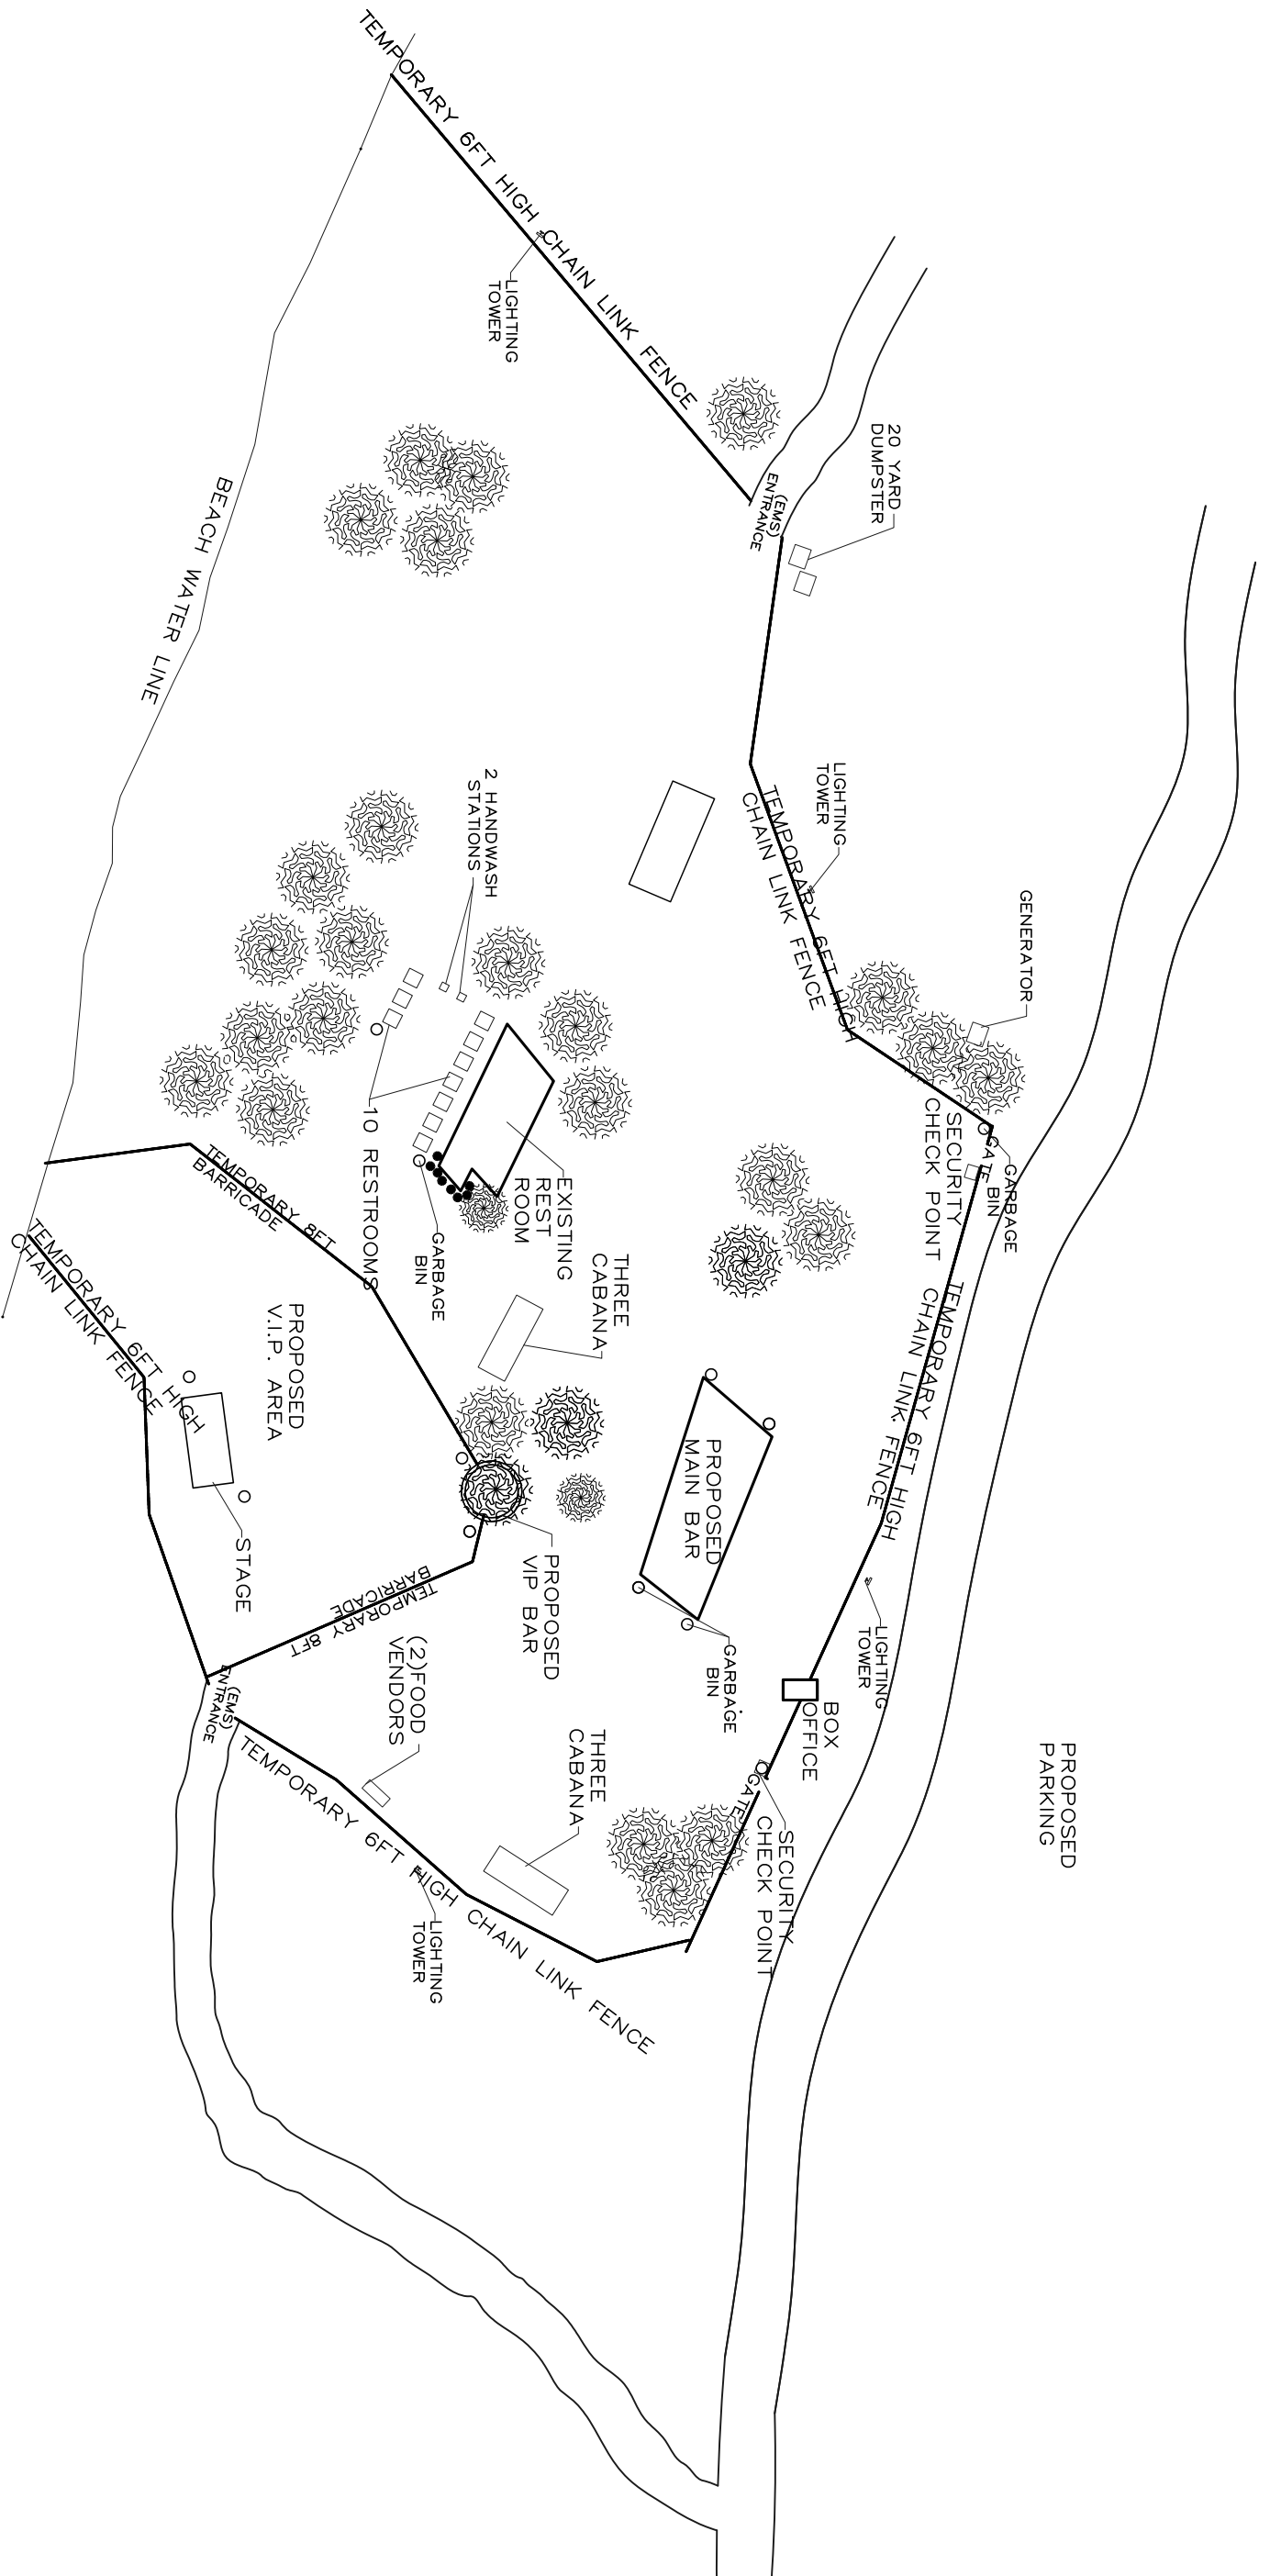 TEMPORARY 6FT HIGH CHAIN LINK FENCE
LIGHTING
TOWER
20 YARD
DUMPSTER
(EMS)
ENTRANCE
BEACH WATER LINE
LIGHTING
TOWER
TEMPORARY 6FT HIGH
CHAIN LINK FENCE
2 HANDWASH
STATIONS
GENERATOR
GARBAGE
BIN
GATE
SECURITY
CHECK POINT
10 RESTROOMS
EXISTING
REST
ROOM
GARBAGE
BIN
TEMPORARY 8FT
BARRICADE
TEMPORARY 6FT HIGH
CHAIN LINK FENCE
THREE
CABANA
TEMPORARY 6FT HIGH
CHAIN LINK FENCE
PROPOSED
V.I.P. AREA
PROPOSED
MAIN BAR
STAGE
PROPOSED
VIP BAR
TEMPORARY 8FT
BARRICADE
LIGHTING
TOWER
GARBAGE
BIN
(2)FOOD
VENDORS
(EMS)
ENTRANCE
BOX
OFFICE
THREE
CABANA
GATE
SECURITY
CHECK POINT
PROPOSED
PARKING
TEMPORARY 6FT HIGH CHAIN LINK FENCE
LIGHTING
TOWER